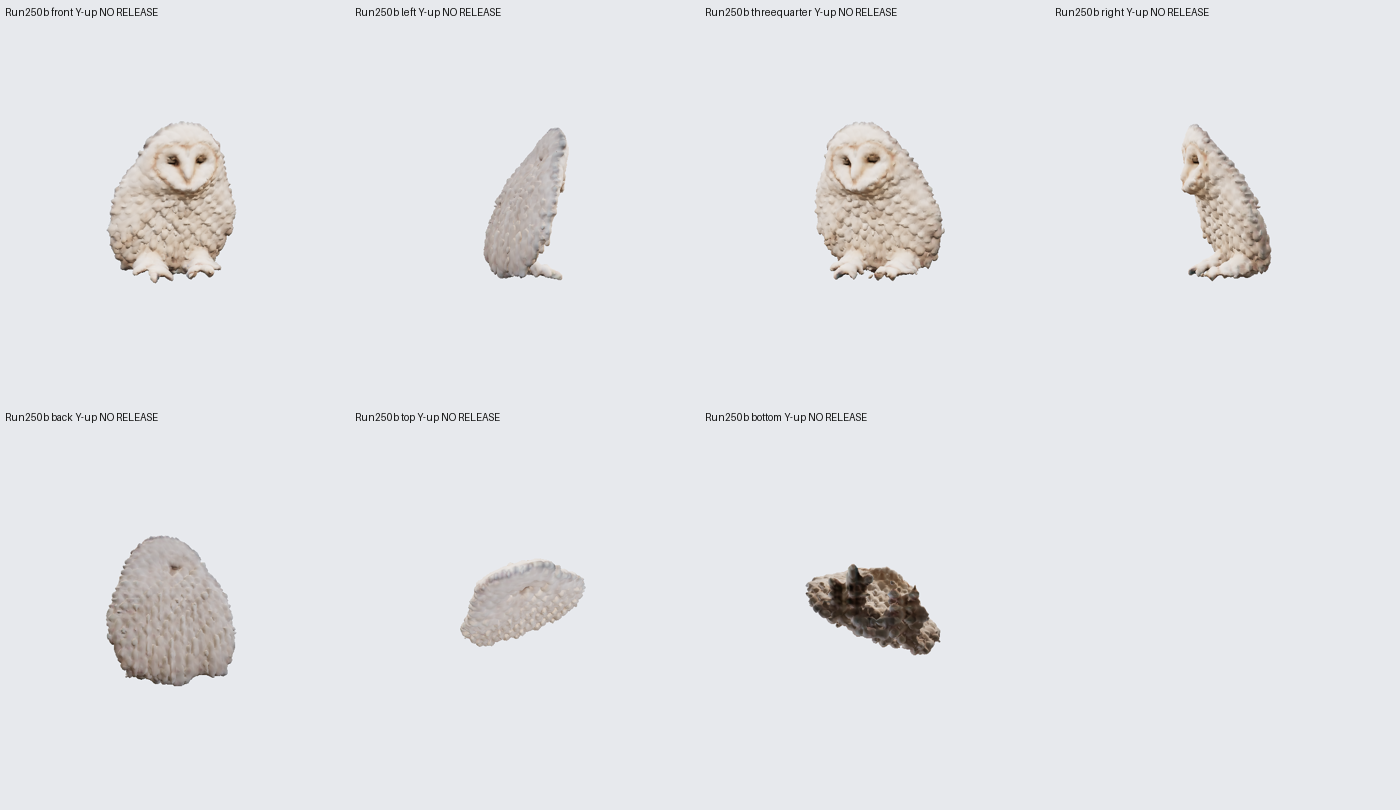 Run250b front Y-up NO RELEASE
Run250b left Y-up NO RELEASE
Run250b threequarter Y-up NO RELEASE
Run250b right Y-up NO RELEASE
Run250b back Y-up NO RELEASE
Run250b top Y-up NO RELEASE
Run250b bottom Y-up NO RELEASE